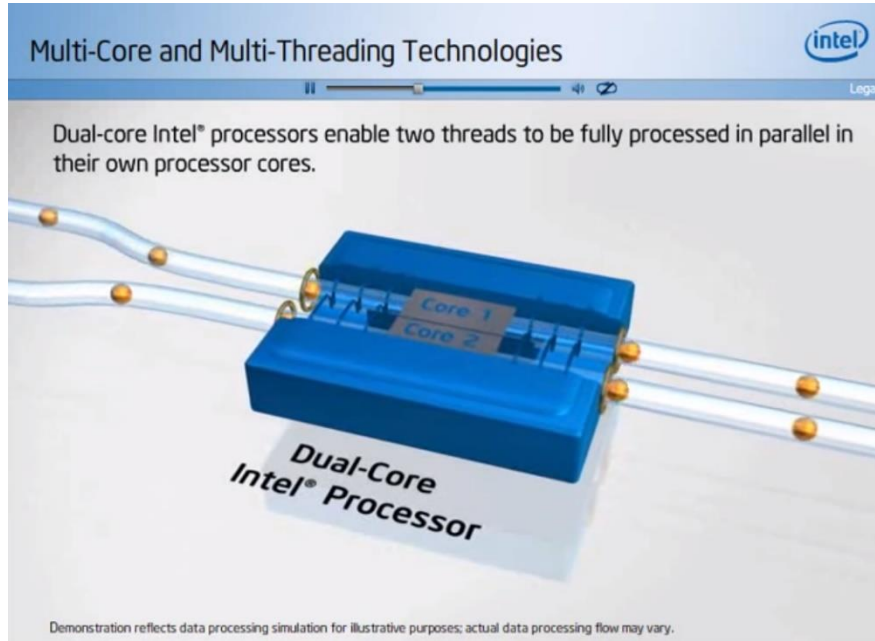 Multi-Core and Multi-Threading Technologies
intel
Lega
Dual-core Intel® processors enable two threads to be fully processed in parallel in
their own processor cores.
Core 1
Core 2
Dual-Core
Intel® Processor
Demonstration reflects data processing simulation for illustrative purposes; actual data processing flow may vary.